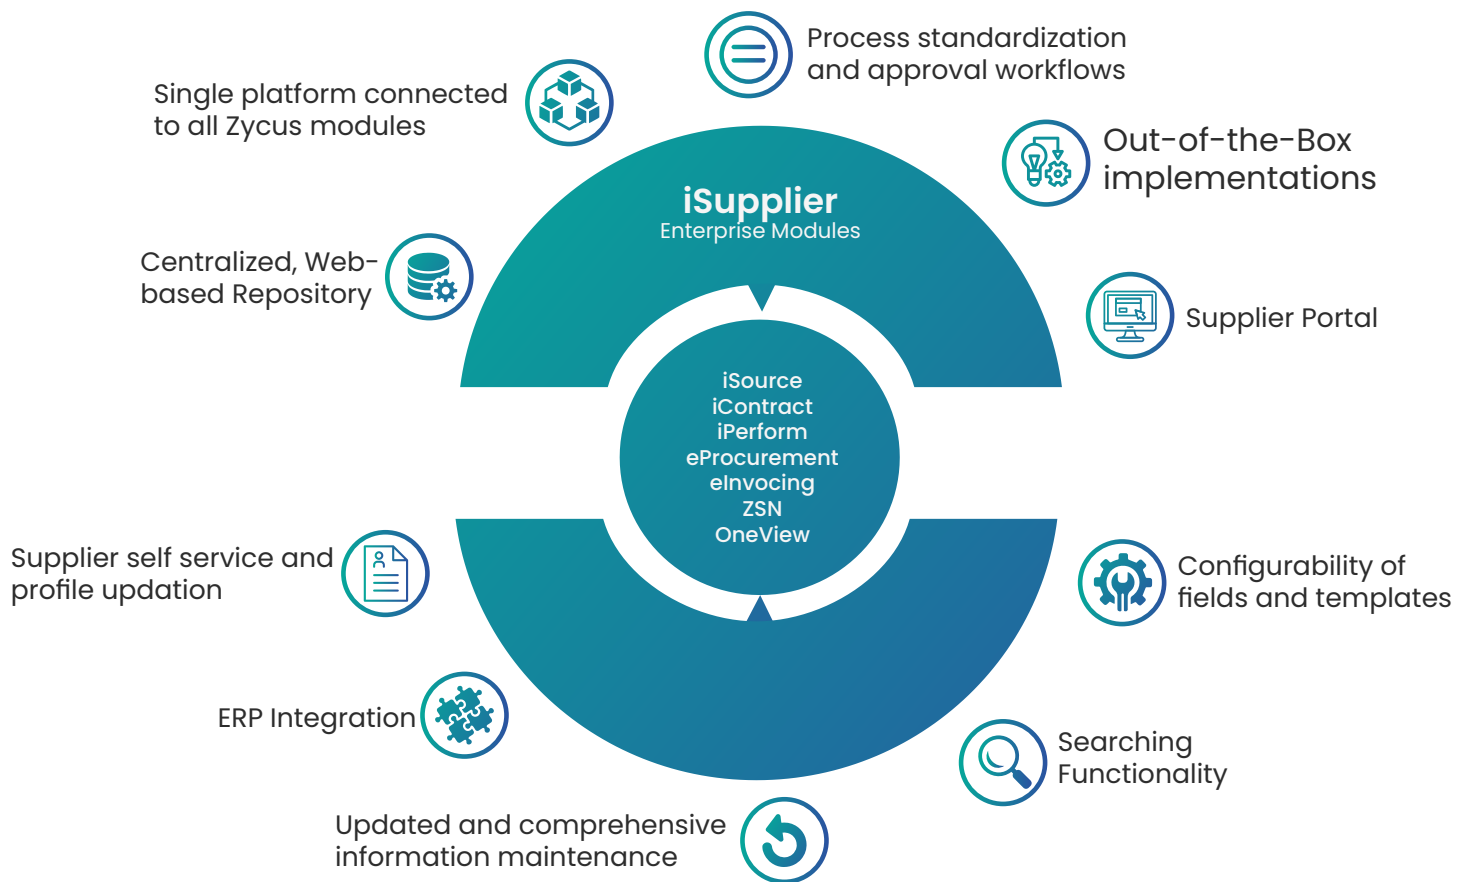 Process standardization
and approval workflows
Single platform connected
to all Zycus modules
Out-of-the-Box
implementations
iSupplier
Enterprise Modules
Centralized, Web-
based Repository
Supplier Portal
iSource
iContract
iPerform
eProcurement
eInvocing
ZSN
OneView
Supplier self service and
profile updation
Configurability of
fields and templates
ERP Integration
Searching
Functionality
Updated and comprehensive
information maintenance